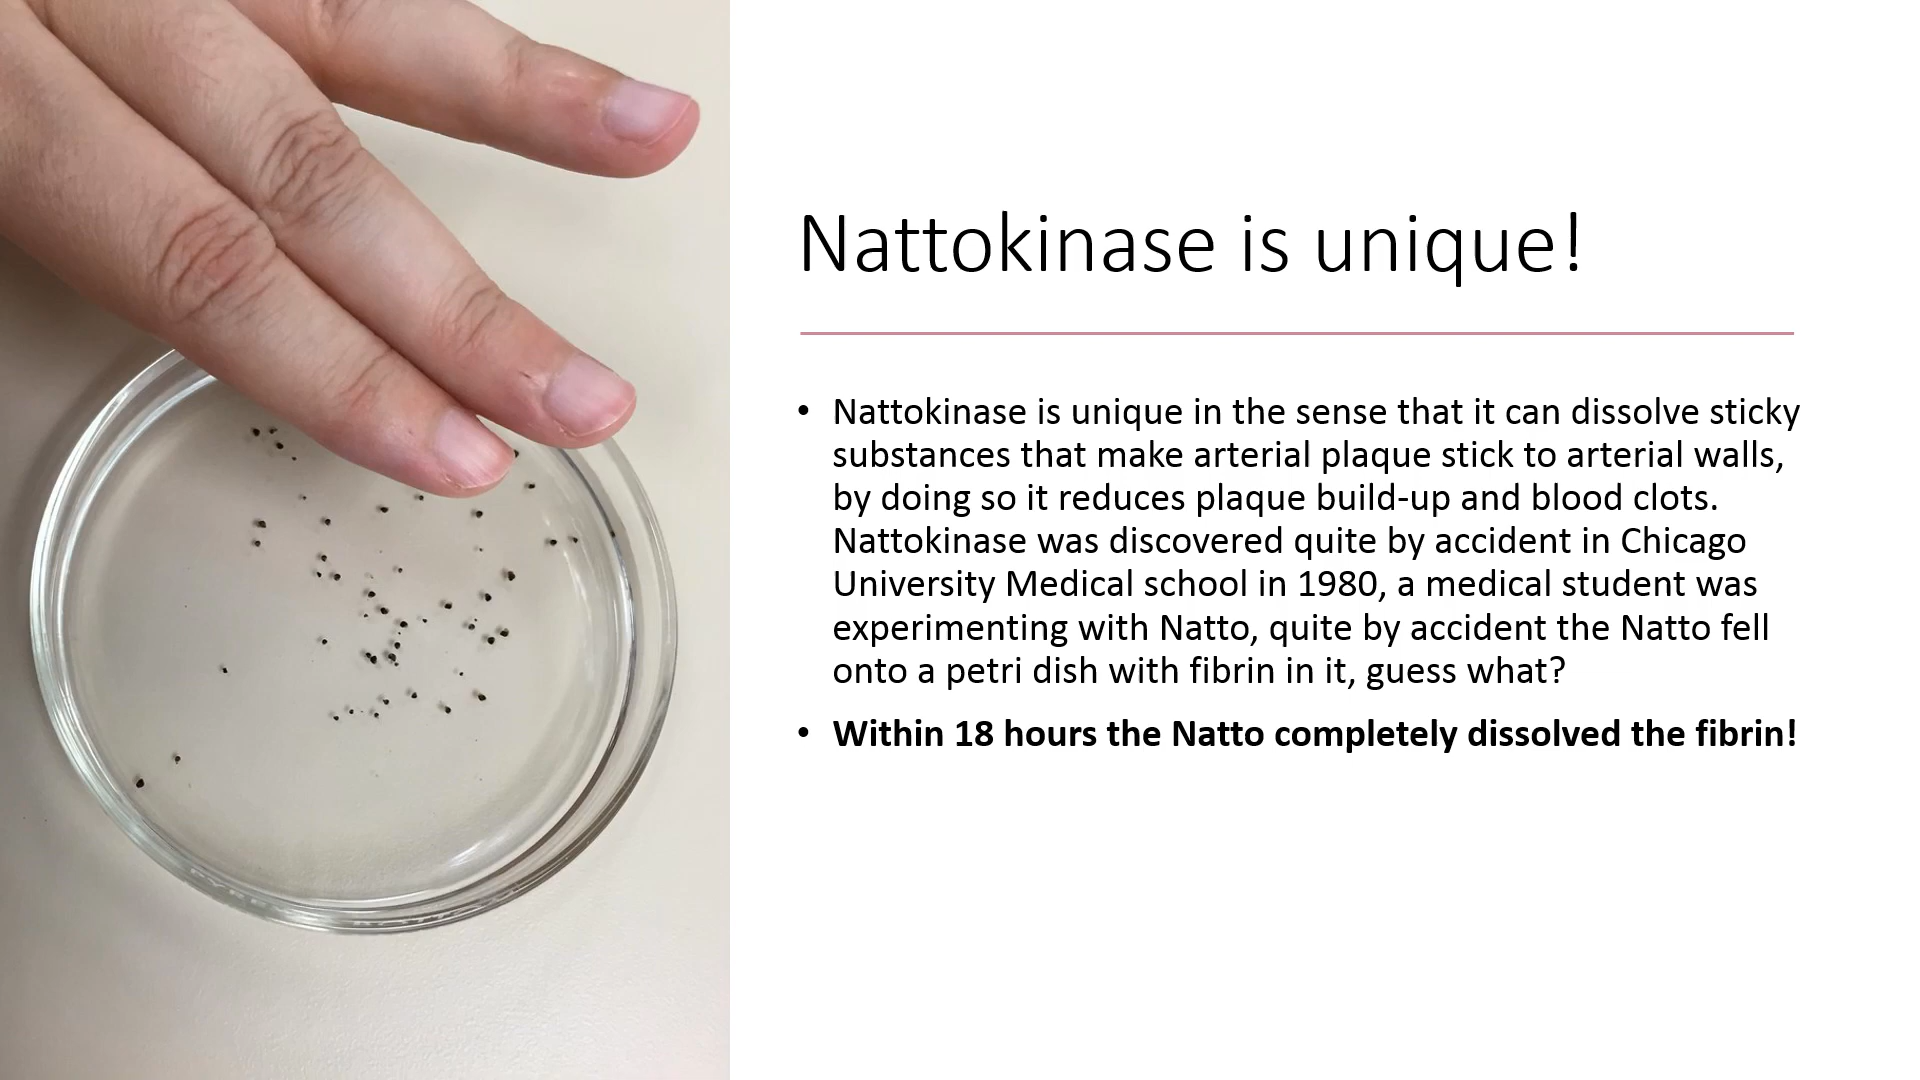 Nattokinase is unique!
• Nattokinase is unique in the sense that it can dissolve sticky
substances that make arterial plaque stick to arterial walls,
by doing so it reduces plaque build-up and blood clots.
Nattokinase was discovered quite by accident in Chicago
University Medical school in 1980, a medical student was
experimenting with Natto, quite by accident the Natto fell
onto a petri dish with fibrin in it, guess what?
• Within 18 hours the Natto completely dissolved the fibrin!